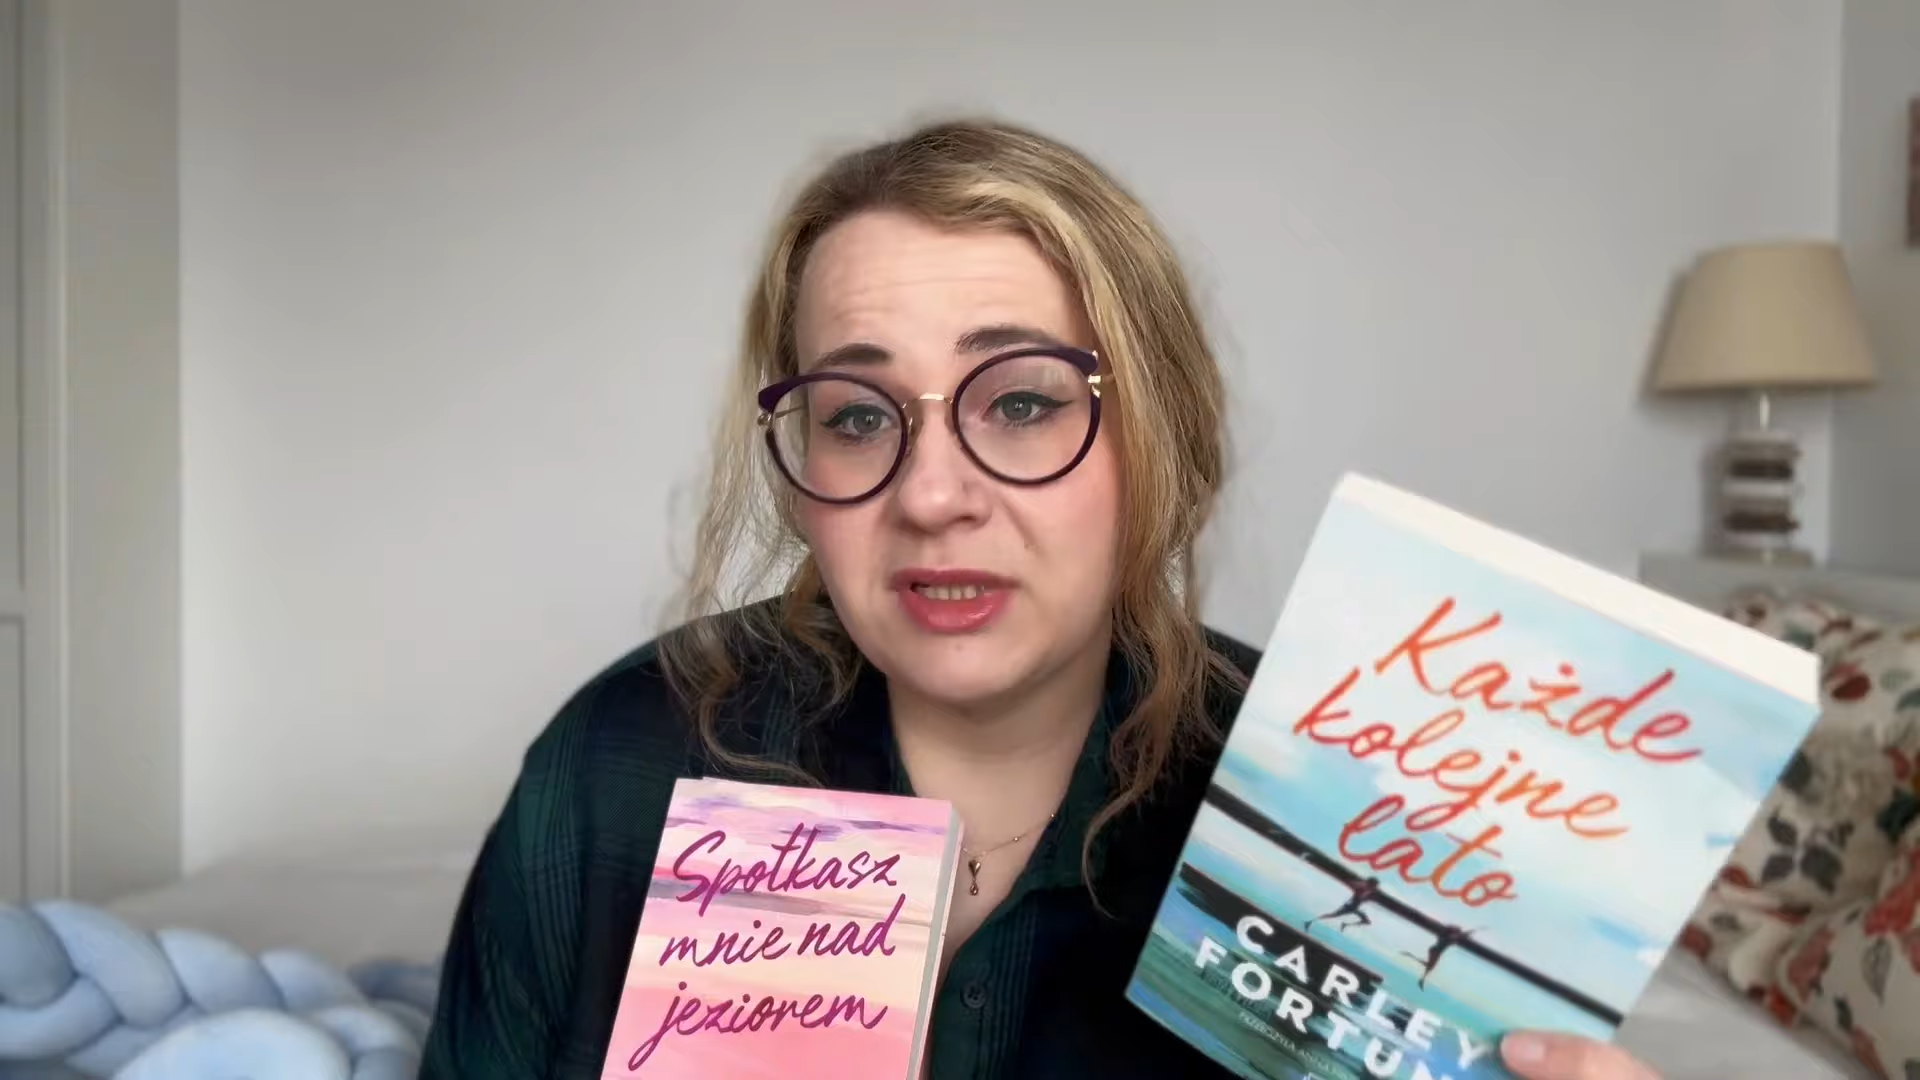 Spotkasz
mnie nad
jeziorem
Każde
kolejne
lato
CARLEY
FORTUN